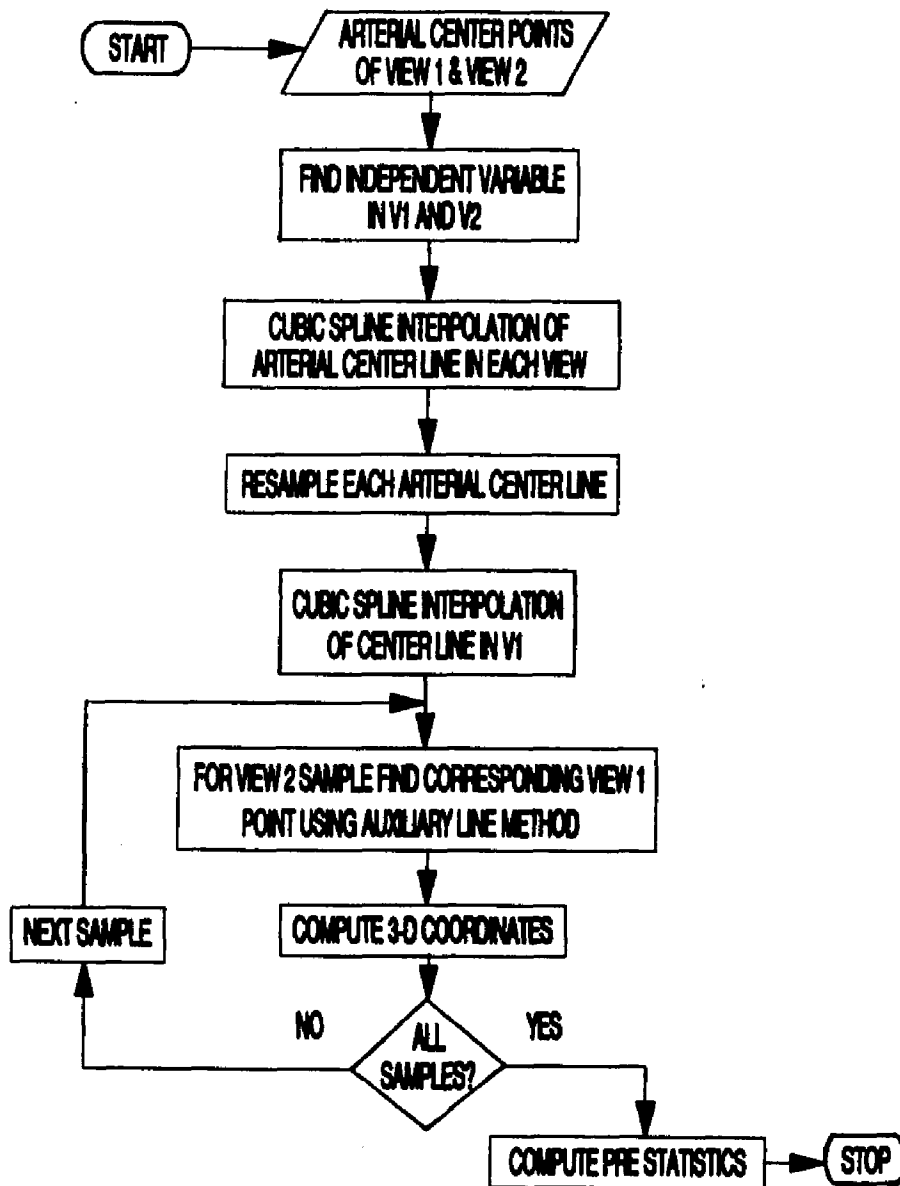 START
ARTERIAL CENTER POINTS
OF VIEW 1 & VIEW 2
FIND INDEPENDENT VARIABLE
IN V1 AND V2
CUBIC SPLINE INTERPOLATION OF
ARTERIAL CENTER LINE IN EACH VIEW
RESAMPLE EACH ARTERIAL CENTER LINE
CUBIC SPLINE INTERPOLATION
OF CENTER LINE IN V1
FOR VIEW 2 SAMPLE FIND CORRESPONDING VIEW 1
POINT USING AUXILIARY LINE METHOD
NEXT SAMPLE
COMPUTE 3-D COORDINATES
NO
ALL
SAMPLES?
YES
COMPUTE PRE STATISTICS
STOP